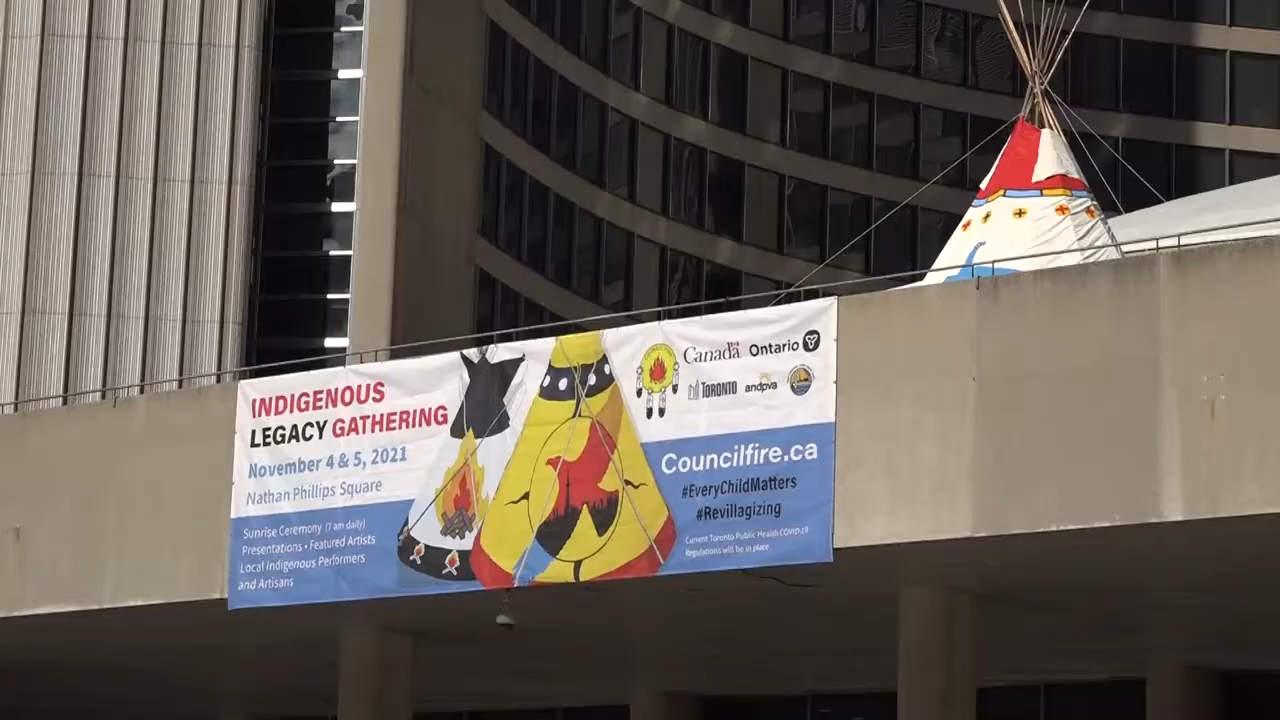 INDIGENOUS
LEGACY GATHERING
November 4 & 5, 2021
Nathan Phillips Square
Sunrise Ceremony (7 am daily)
Presentations • Featured Artists
Local Indigenous Performers
and Artisans
Canada Ontario
TORONTO andpva
Councilfire.ca
#EveryChildMatters
#Revillagizing
Current Toronto Public Health COVID-19
Regulations will be in place